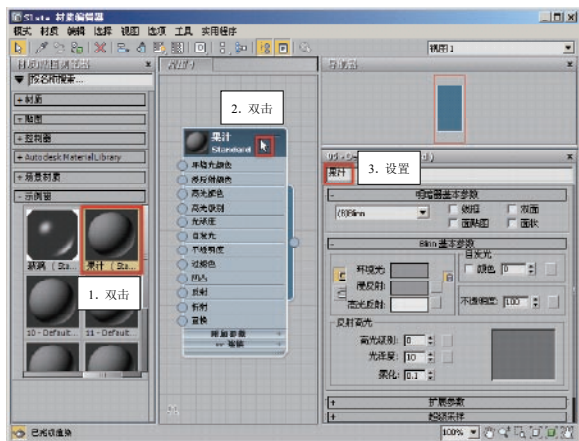 Slate 材质编辑器
模式 材质 编辑 选择 视图 选项 工具 实用程序
视图 1
材质/贴图浏览器
导航器
按名称搜索...
+ 材质
+ 贴图
+ 控制器
+ Autodesk Material Library
+ 场景材质
- 示例窗
玻璃 ( Sta...
果汁 ( Sta...
1. 双击
10 - Default...
11 - Default...
2. 双击
果汁
Standard
环境光颜色
漫反射颜色
高光颜色
高光级别
光泽度
自发光
不透明度
过滤色
凹凸
反射
折射
置换
附加参数
mr 连接
果汁
3. 设置
明暗器基本参数
(B)Blinn
线框
双面
面贴图
面状
Blinn 基本参数
环境光:
漫反射:
高光反射:
自发光
颜色 0
不透明度: 100
反射高光
高光级别: 0
光泽度: 10
柔化: 0.1
扩展参数
超级采样
已完成渲染
100%